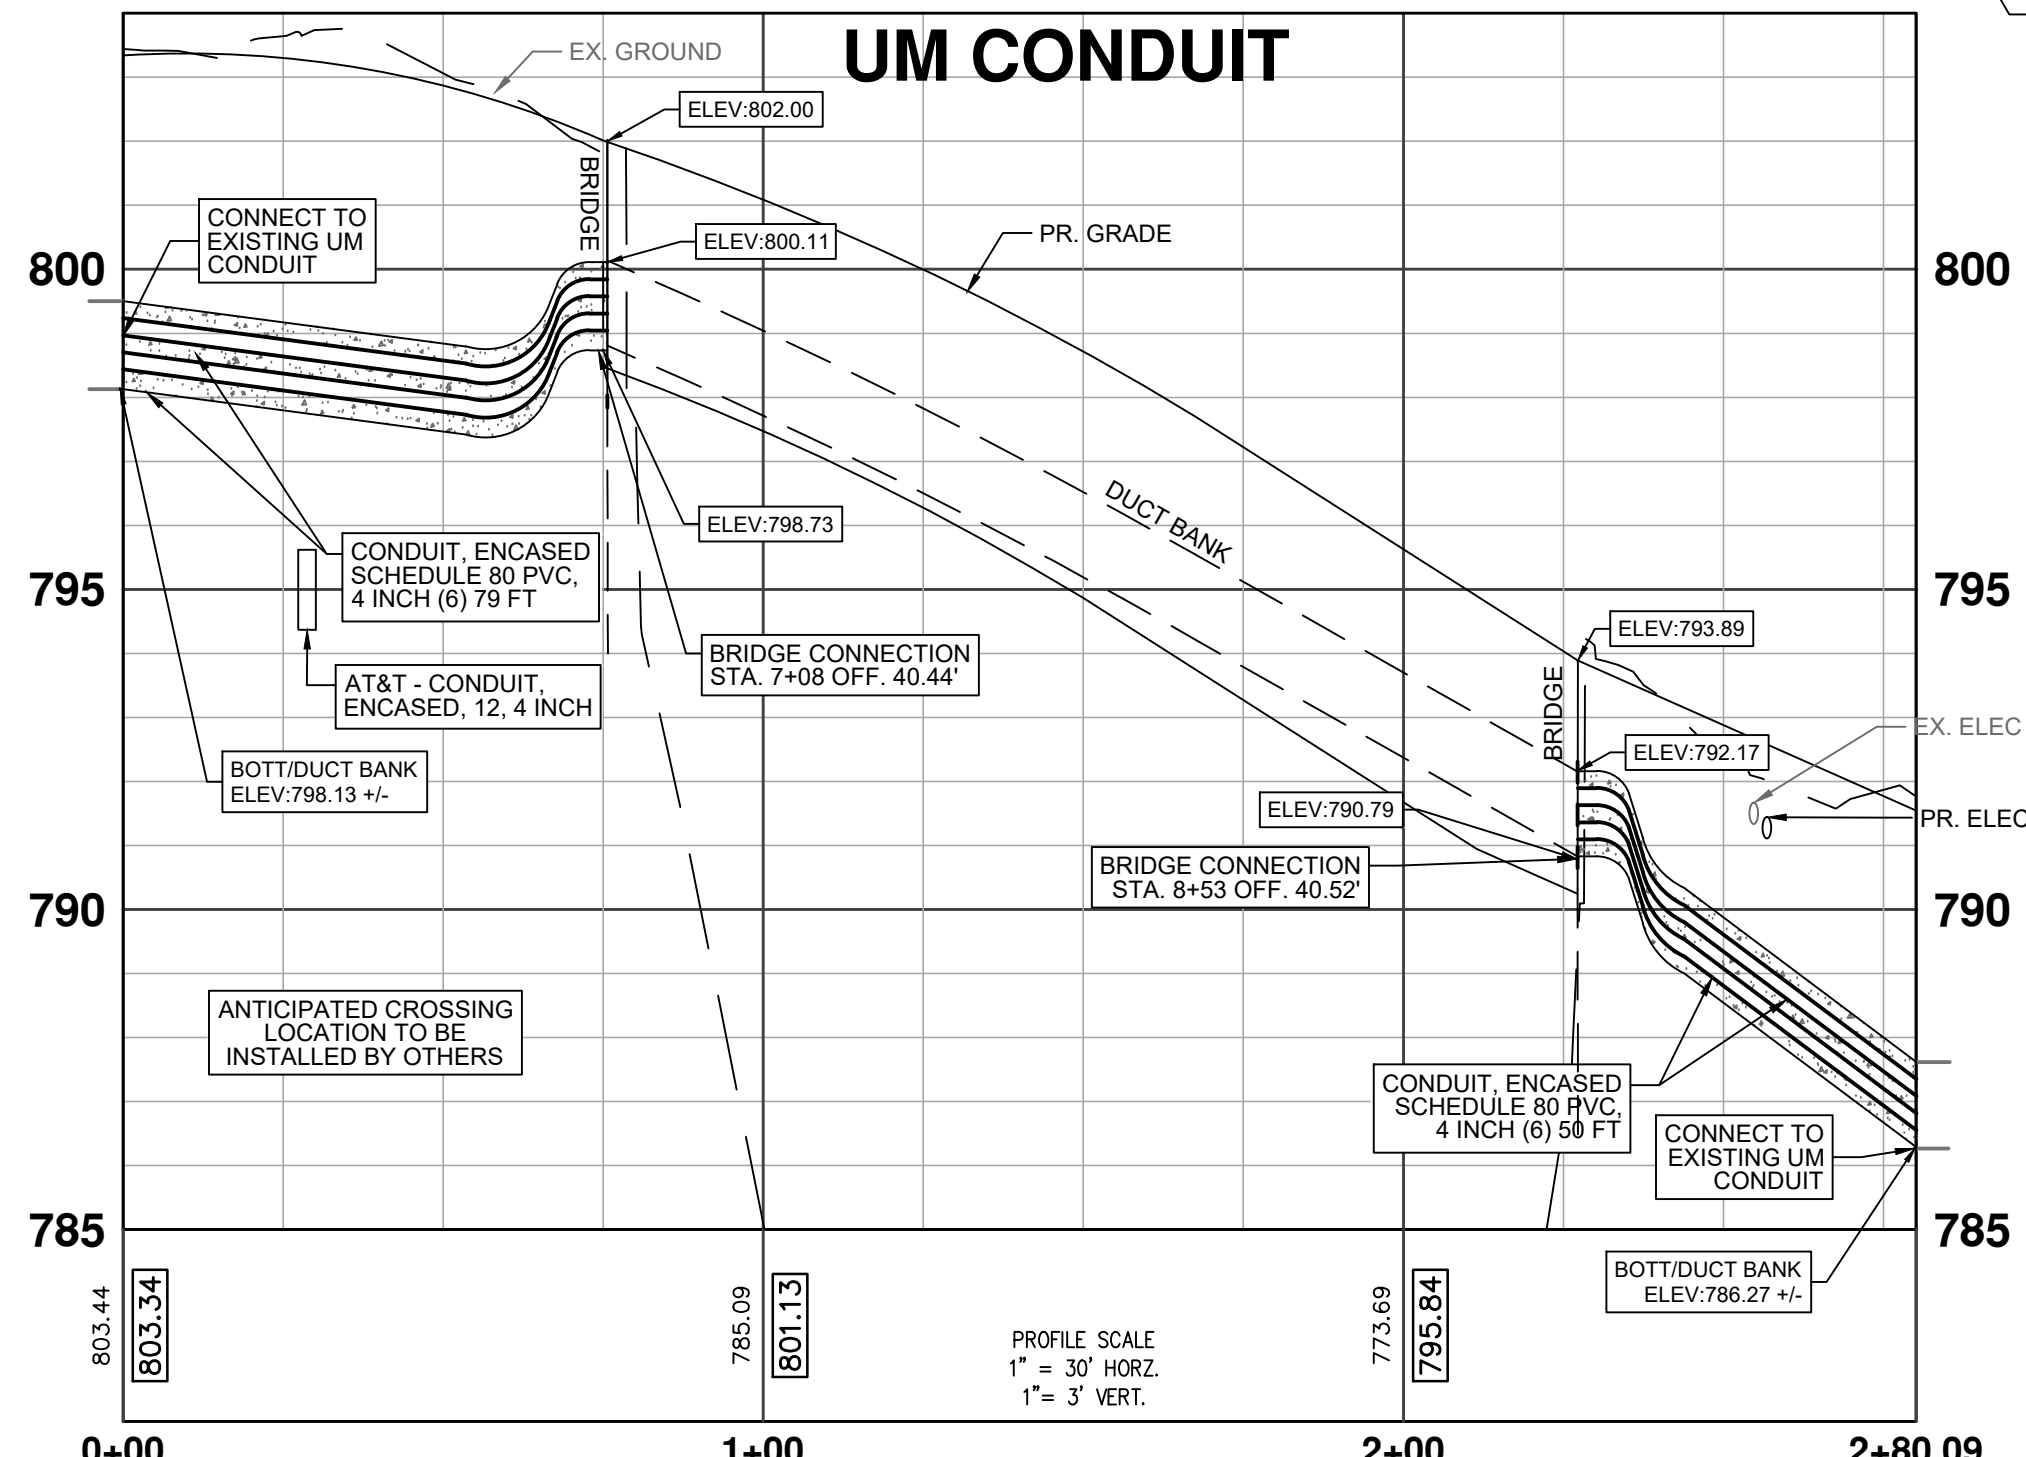 UM CONDUIT
EX. GROUND
ELEV:802.00
BRIDGE
CONNECT TO
EXISTING UM
CONDUIT
ELEV:800.11
PR. GRADE
800
800
ELEV:798.73
DUCT BANK
CONDUIT, ENCASED
SCHEDULE 80 PVC,
4 INCH (6) 79 FT
795
795
BRIDGE CONNECTION
STA. 7+08 OFF. 40.44'
AT&T - CONDUIT,
ENCASED, 12, 4 INCH
ELEV:793.89
BRIDGE
EX. ELEC
ELEV:792.17
BOTT/DUCT BANK
ELEV:798.13 +/-
ELEV:790.79
PR. ELEC
BRIDGE CONNECTION
STA. 8+53 OFF. 40.52'
790
790
ANTICIPATED CROSSING
LOCATION TO BE
INSTALLED BY OTHERS
CONDUIT, ENCASED
SCHEDULE 80 PVC,
4 INCH (6) 50 FT
CONNECT TO
EXISTING UM
CONDUIT
785
785
BOTT/DUCT BANK
ELEV:786.27 +/-
803.44
803.34
785.09
801.13
773.69
795.84
PROFILE SCALE
1" = 30' HORZ.
1"= 3' VERT.
0+00
1+00
2+00
2+80.09